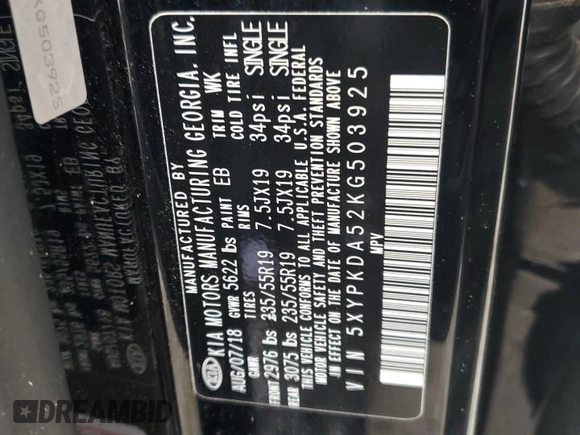 MANUFACTURED BY
KIA KIA MOTORS MANUFACTURING GEORGIA, INC.
AUG/07/18 GVWR 5622 lbs PAINT EB TRIM WK
GAWR TIRES RIMS COLD TIRE INFL
FRONT 2976 lbs 235/55R19 7.5JX19 34psi SINGLE
REAR 3075 lbs 235/55R19 7.5JX19 34psi SINGLE
THIS VEHICLE CONFORMS TO ALL APPLICABLE U.S.A. FEDERAL
MOTOR VEHICLE SAFETY AND THEFT PREVENTION STANDARDS
IN EFFECT ON THE DATE OF MANUFACTURE SHOWN ABOVE
VIN 5XYPKDA52KG503925
MPV
KG503925
DREAMBID